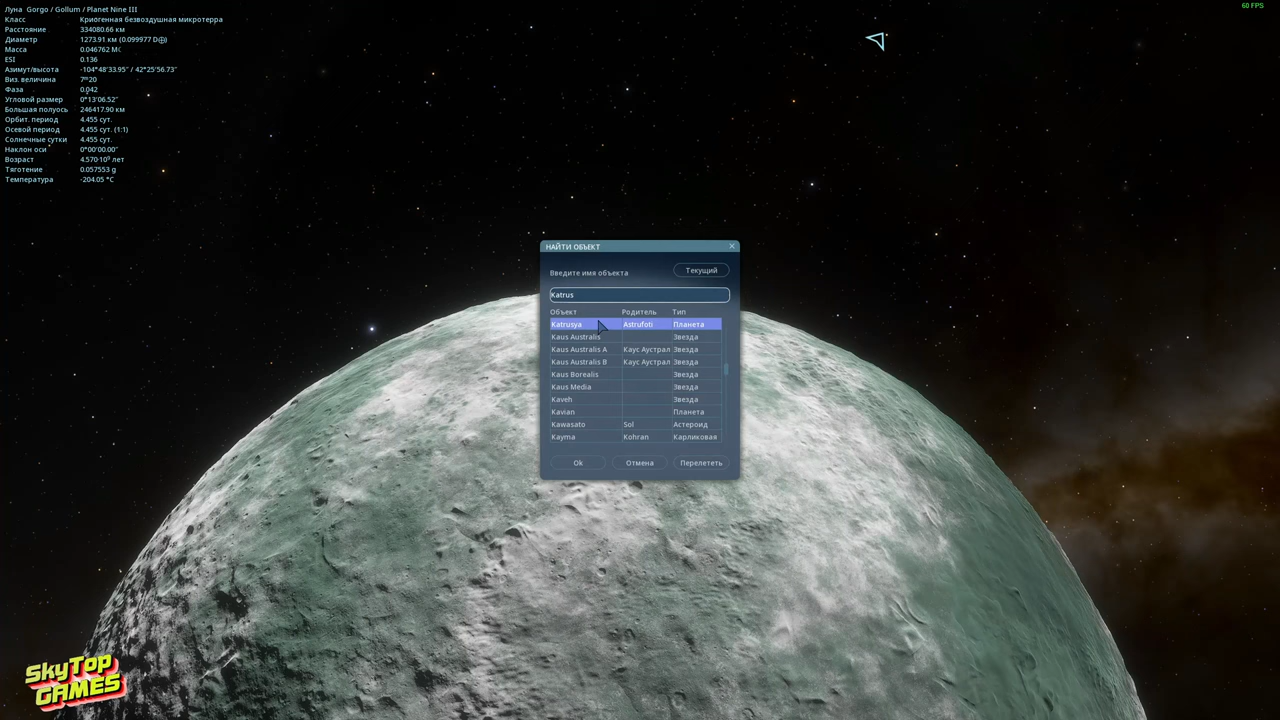 Луна Gorgo / Gollum / Planet Nine III
Класс Криогенная безвоздушная микротерра
Расстояние 334080.66 км
Диаметр 1273.91 км (0.099977 D⊕)
Масса 0.046762 M☾
ESI 0.136
Азимут/высота -104°48'33.95" / 42°25'56.73"
Виз. величина 7ᵐ20
Фаза 0.042
Угловой размер 0°13'06.52"
Большая полуось 246417.90 км
Орбит. период 4.455 сут.
Осевой период 4.455 сут. (1:1)
Солнечные сутки 4.455 сут.
Наклон оси 0°00'00.00"
Возраст 4.570·10⁹ лет
Тяготение 0.057553 g
Температура -204.05 °C
60 FPS
НАЙТИ ОБЪЕКТ
Введите имя объекта Текущий
Katrus
Объект Родитель Тип
Katrusya Astrufoti Планета
Kaus Australis Звезда
Kaus Australis A Каус Аустрал Звезда
Kaus Australis B Каус Аустрал Звезда
Kaus Borealis Звезда
Kaus Media Звезда
Kaveh Звезда
Kavian Планета
Kawasato Sol Астероид
Kayma Kohran Карликовая
Ok Отмена Перелететь
SkyTop
GAMES